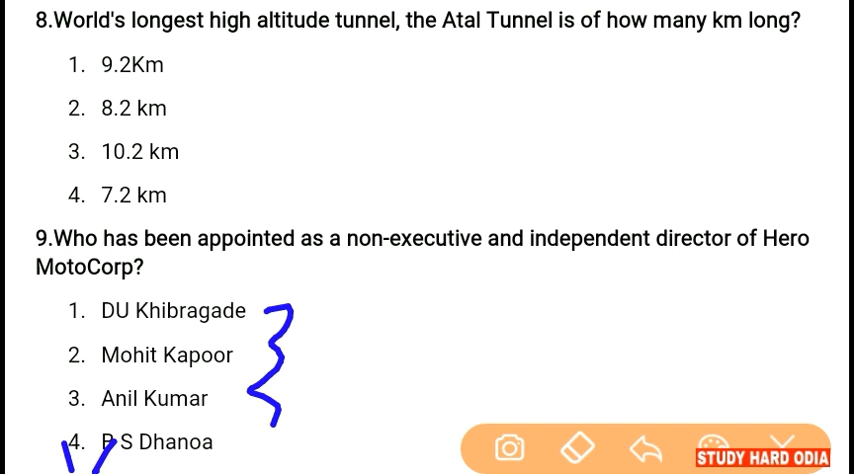 8.World's longest high altitude tunnel, the Atal Tunnel is of how many km long?
1. 9.2Km
2. 8.2 km
3. 10.2 km
4. 7.2 km
9.Who has been appointed as a non-executive and independent director of Hero
MotoCorp?
1. DU Khibragade
2. Mohit Kapoor
3. Anil Kumar
4. B S Dhanoa
STUDY HARD ODIA